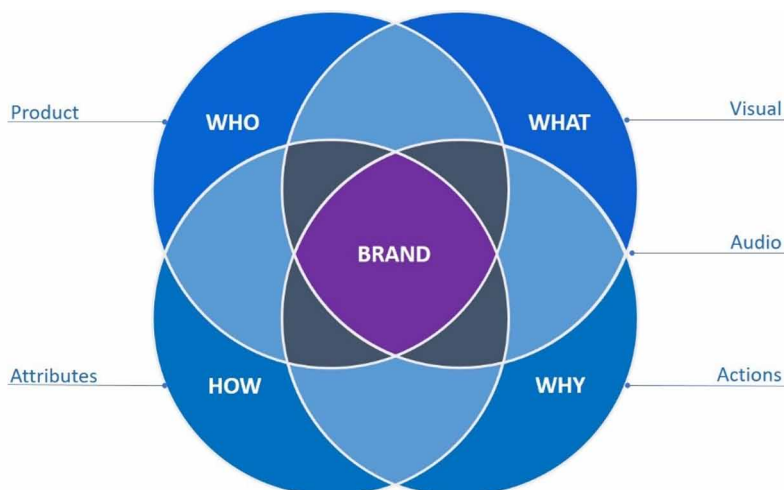 Product
WHO
WHAT
Visual
BRAND
Audio
Attributes
HOW
WHY
Actions